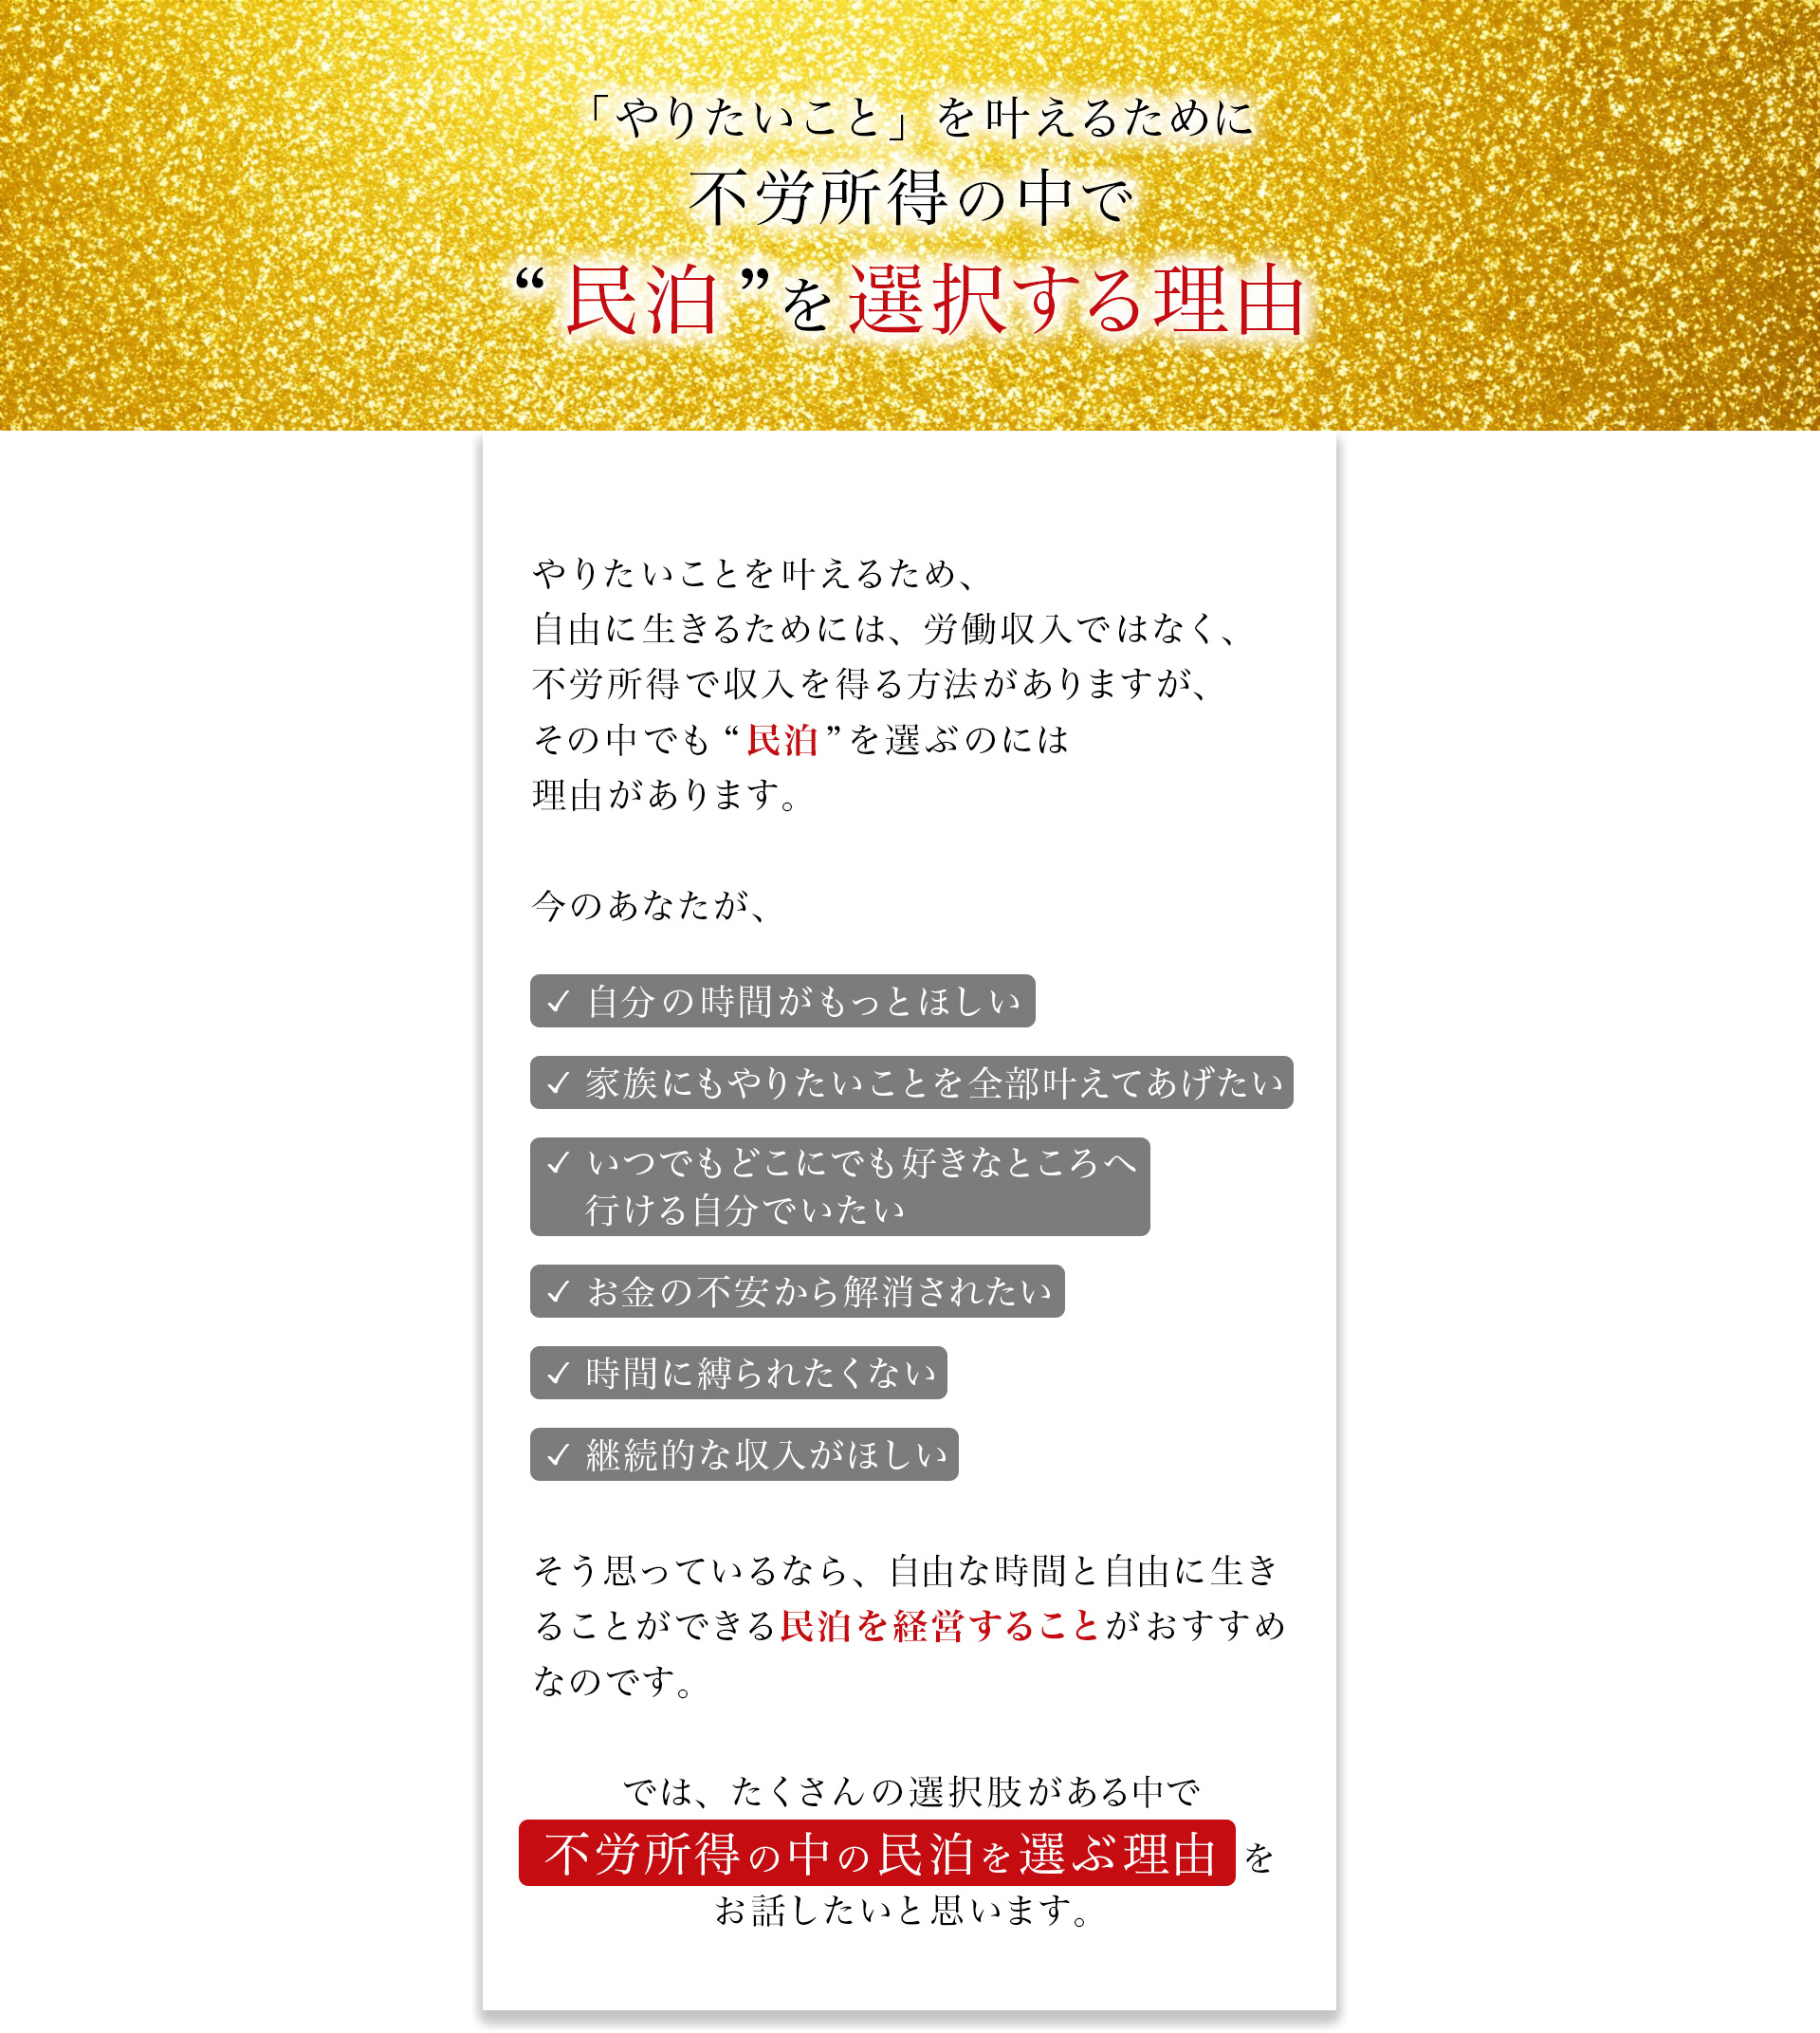 「やりたいこと」を叶えるために
不労所得の中で
“民泊”を選択する理由
やりたいことを叶えるため、
自由に生きるためには、労働収入ではなく、
不労所得で収入を得る方法がありますが、
その中でも“民泊”を選ぶのには
理由があります。
今のあなたが、
✓ 自分の時間がもっとほしい
✓ 家族にもやりたいことを全部叶えてあげたい
✓ いつでもどこにでも好きなところへ
行ける自分でいたい
✓ お金の不安から解消されたい
✓ 時間に縛られたくない
✓ 継続的な収入がほしい
そう思っているなら、自由な時間と自由に生き
ることができる民泊を経営することがおすすめ
なのです。
では、たくさんの選択肢がある中で
不労所得の中の民泊を選ぶ理由を
お話したいと思います。